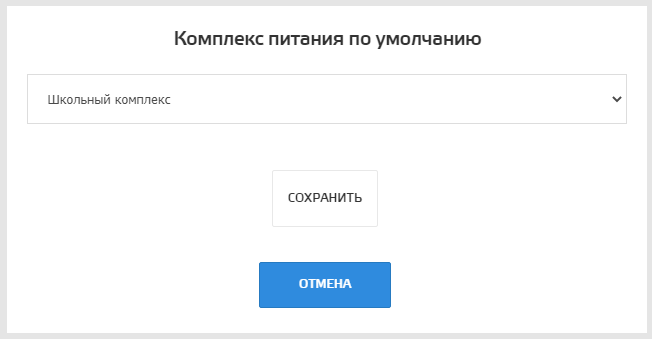 Комплекс питания по умолчанию
Школьный комплекс
СОХРАНИТЬ
ОТМЕНА